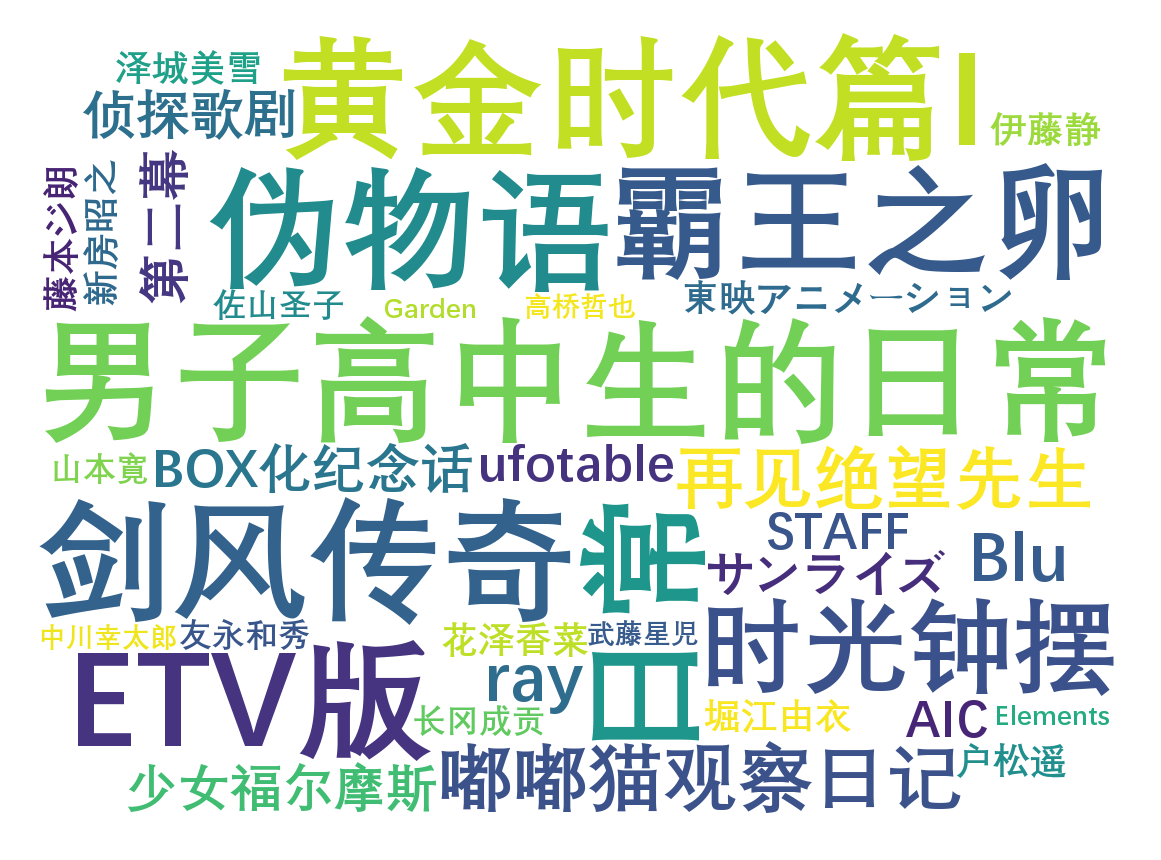 泽城美雪
侦探歌剧
黄金时代篇I
伊藤静
藤本ジ朗
新房昭之
第二幕
伪物语
霸王之卵
佐山圣子
Garden
高桥哲也
東映アニメーション
男子高中生的日常
山本寛
BOX化纪念话
ufotable
再见绝望先生
剑风传奇
日常
STAFF
サンライズ
Blu
中川幸太郎
友永和秀
花泽香菜
武藤星児
时光钟摆
ETV版
ray
长冈成贡
堀江由衣
AIC
Elements
少女福尔摩斯
嘟嘟猫观察日记
户松遥